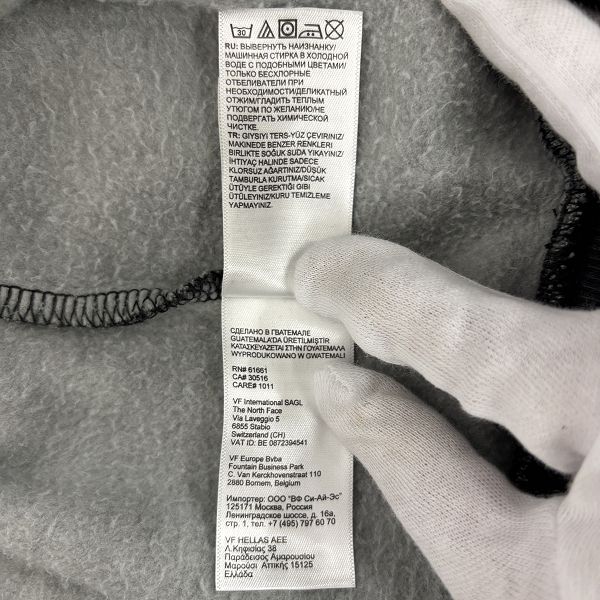 30
RU: ВЫВЕРНУТЬ НАИЗНАНКУ/
МАШИННАЯ СТИРКА В ХОЛОДНОЙ
ВОДЕ С ПОДОБНЫМИ ЦВЕТАМИ/
ТОЛЬКО БЕСХЛОРНЫЕ
ОТБЕЛИВАТЕЛИ ПРИ
НЕОБХОДИМОСТИ/ДЕЛИКАТНЫЙ
ОТЖИМ/ГЛАДИТЬ ТЕПЛЫМ
УТЮГОМ ПО ЖЕЛАНИЮ/НЕ
ПОДВЕРГАТЬ ХИМИЧЕСКОЙ
ЧИСТКЕ.
TR: GIYSIYI TERS-YÜZ ÇEVIRINIZ/
MAKINEDE BENZER RENKLERI
BIRLIKTE SOĞUK SUDA YIKAYINIZ/
IHTIYAÇ HALINDE SADECE
KLORSUZ AĞARTINIZ/DÜŞÜK
TAMBURLA KURUTMA/SICAK
ÜTÜYLE GEREKTIĞI GIBI
ÜTÜLEYINIZ/KURU TEMIZLEME
YAPMAYINIZ.
СДЕЛАНО В ГВАТЕМАЛЕ
GUATEMALA'DA ÜRETILMIŞTIR
ΚΑΤΑΣΚΕΥΑΖΕΤΑΙ ΣΤΗΝ ΓΟΥΑΤΕΜΑΛΑ
WYPRODUKOWANO W GWATEMALI
RN# 61661
CA# 30516
CARE# 1011
VF International SAGL
The North Face
Via Laveggio 5
6855 Stabio
Switzerland (CH)
VAT ID: BE 0872394541
VF Europe Bvba
Fountain Business Park
C. Van Kerckhovenstraat 110
2880 Bornem, Belgium
Импортер: ООО "ВФ Си-Ай-Эс"
125171 Москва, Россия
Ленинградское шоссе, д. 16а,
стр. 1, тел. +7 (495) 797 60 70
VF HELLAS AEE
Λ.Κηφισίας 38
Παράδεισος Αμαρουσίου
Μαρούσι Αττικής 15125
Ελλάδα